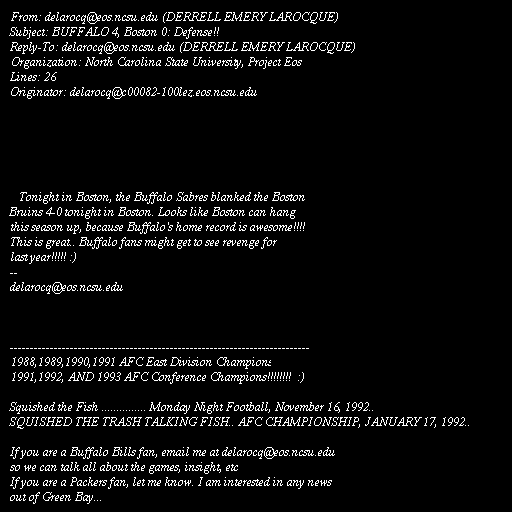 From: delarocq@eos.ncsu.edu (DERRELL EMERY LAROCQUE)
Subject: BUFFALO 4, Boston 0: Defense!!
Reply-To: delarocq@eos.ncsu.edu (DERRELL EMERY LAROCQUE)
Organization: North Carolina State University, Project Eos
Lines: 26
Originator: delarocq@c00082-100lez.eos.ncsu.edu
Tonight in Boston, the Buffalo Sabres blanked the Boston
Bruins 4-0 tonight in Boston. Looks like Boston can hang
this season up, because Buffalo's home record is awesome!!!!
This is great.. Buffalo fans might get to see revenge for
last year!!!!! :)
--
delarocq@eos.ncsu.edu
-------------------------------------------------------------------------
1988,1989,1990,1991 AFC East Division Champions
1991,1992, AND 1993 AFC Conference Champions!!!!!!!! :)
Squished the Fish ............... Monday Night Football, November 16, 1992..
SQUISHED THE TRASH TALKING FISH.. AFC CHAMPIONSHIP, JANUARY 17, 1992..
If you are a Buffalo Bills fan, email me at delarocq@eos.ncsu.edu
so we can talk all about the games, insight, etc
If you are a Packers fan, let me know. I am interested in any news
out of Green Bay...